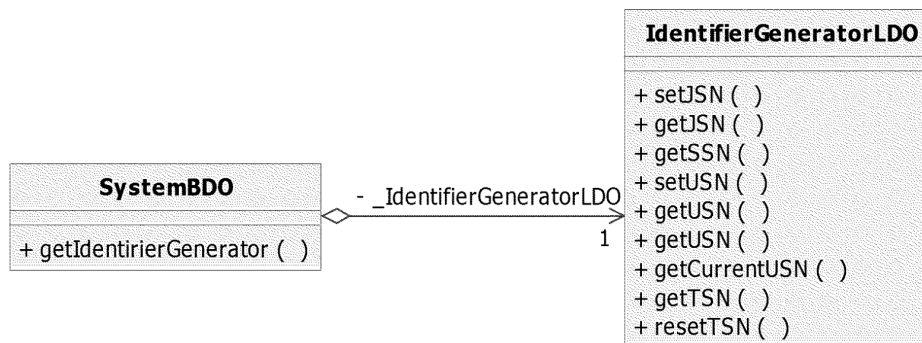 IdentifierGeneratorLDO
+ setJSN ( )
+ getJSN ( )
+ getSSN ( )
+ setUSN ( )
+ getUSN ( )
+ getUSN ( )
+ getCurrentUSN ( )
+ getTSN ( )
+ resetTSN ( )
SystemBDO
+ getIdentirierGenerator ( )
- _IdentifierGeneratorLDO
1